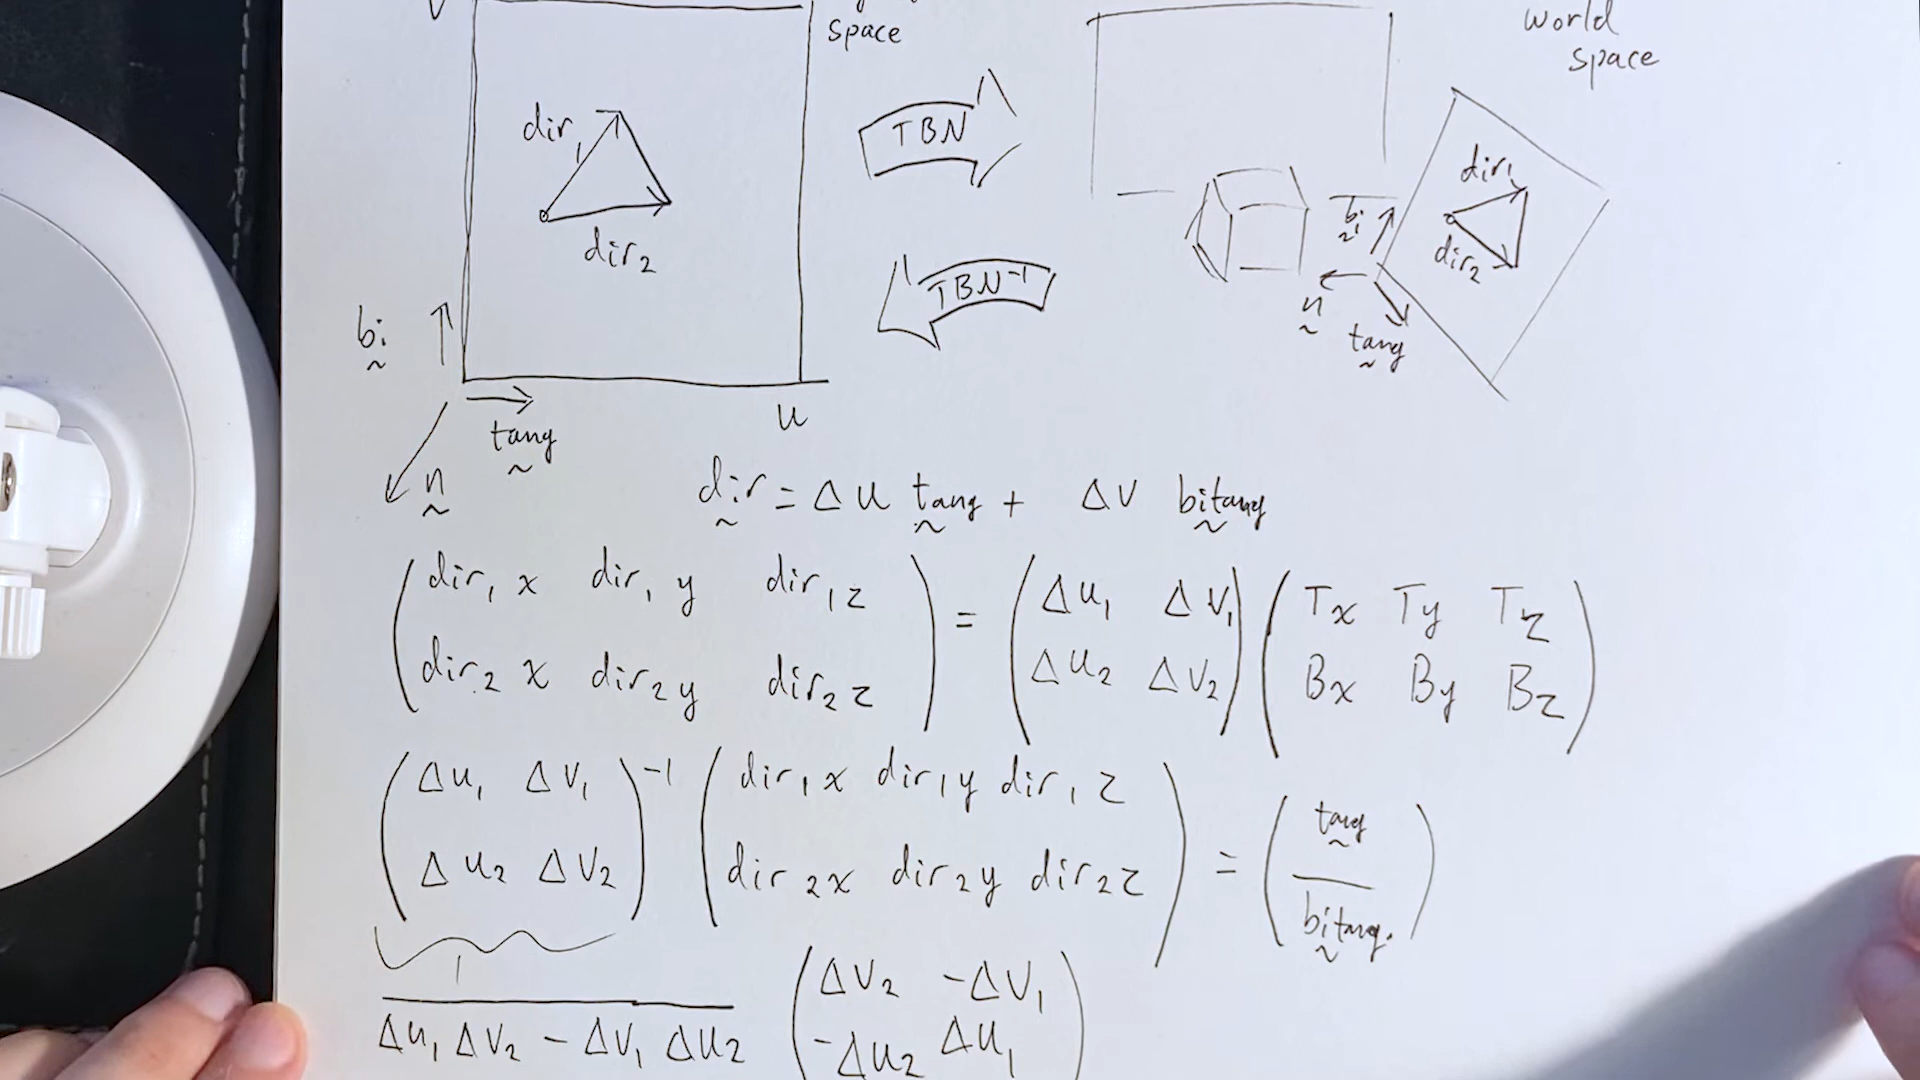 V
space
world
space
dir₁
dir₂
TBN
TBN⁻¹
dir₁
dir₂
bi
n
tang
bi
tang
n
u
dir = Δu tang + Δv bitang
(dir₁x dir₁y dir₁z) = (Δu₁ Δv₁) (Tx Ty Tz)
(dir₂x dir₂y dir₂z) (Δu₂ Δv₂) (Bx By Bz)
(Δu₁ Δv₁)⁻¹ (dir₁x dir₁y dir₁z) = (tang)
(Δu₂ Δv₂) (dir₂x dir₂y dir₂z) (bitang.)
1
Δu₁Δv₂ - Δv₁Δu₂
(Δv₂ -Δv₁)
(-Δu₂ Δu₁)